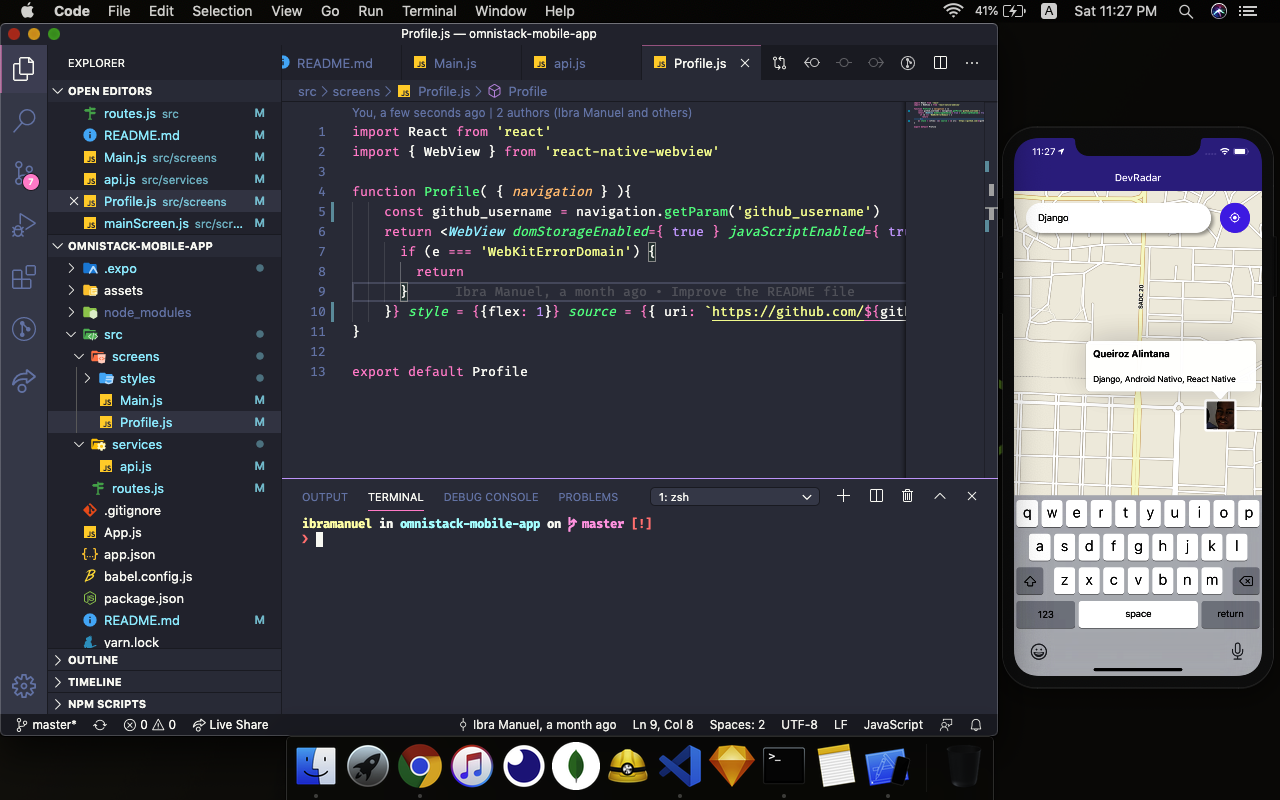 Code File Edit Selection View Go Run Terminal Window Help 41% A Sat 11:27 PM
Profile.js — omnistack-mobile-app
EXPLORER
OPEN EDITORS
routes.js src M
README.md M
Main.js src/screens M
api.js src/services M
Profile.js src/screens M
mainScreen.js src/scr... M
OMNISTACK-MOBILE-APP
.expo
assets
node_modules
src
screens
styles
Main.js M
Profile.js M
services
api.js M
routes.js M
.gitignore
App.js
app.json
babel.config.js
package.json
README.md M
yarn.lock
OUTLINE
TIMELINE
NPM SCRIPTS
7
README.md Main.js api.js Profile.js
src > screens > Profile.js > Profile
You, a few seconds ago | 2 authors (Ibra Manuel and others)
1 import React from 'react'
2 import { WebView } from 'react-native-webview'
3
4 function Profile( { navigation } ){
5 const github_username = navigation.getParam('github_username')
6 return <WebView domStorageEnabled={ true } javaScriptEnabled={ tru
7 if (e === 'WebKitErrorDomain') {
8 return
9 } Ibra Manuel, a month ago • Improve the README file
10 }} style = {{flex: 1}} source = {{ uri: `https://github.com/${gith
11 }
12
13 export default Profile
OUTPUT TERMINAL DEBUG CONSOLE PROBLEMS 1: zsh
ibramanuel in omnistack-mobile-app on master [!]
❯
master* 0 0 Live Share Ibra Manuel, a month ago Ln 9, Col 8 Spaces: 2 UTF-8 LF JavaScript
11:27
DevRadar
Django
SADC 20
Queiroz Alintana
Django, Android Nativo, React Native
q w e r t y u i o p
a s d f g h j k l
z x c v b n m
123 space return
>_